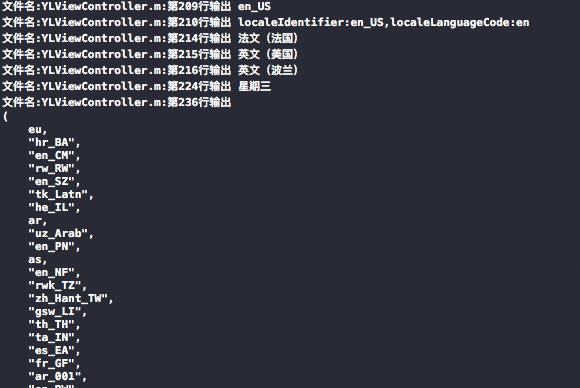 文件名:YLViewController.m:第209行输出 en_US
文件名:YLViewController.m:第210行输出 localeIdentifier:en_US,localeLanguageCode:en
文件名:YLViewController.m:第214行输出 法文（法国）
文件名:YLViewController.m:第215行输出 英文（美国）
文件名:YLViewController.m:第216行输出 英文（波兰）
文件名:YLViewController.m:第224行输出 星期三
文件名:YLViewController.m:第236行输出
(
eu,
"hr_BA",
"en_CM",
"rw_RW",
"en_SZ",
"tk_Latn",
"he_IL",
ar,
"uz_Arab",
"en_PN",
as,
"en_NF",
"rwk_TZ",
"zh_Hant_TW",
"gsw_LI",
"th_TH",
"ta_IN",
"es_EA",
"fr_GF",
"ar_001",